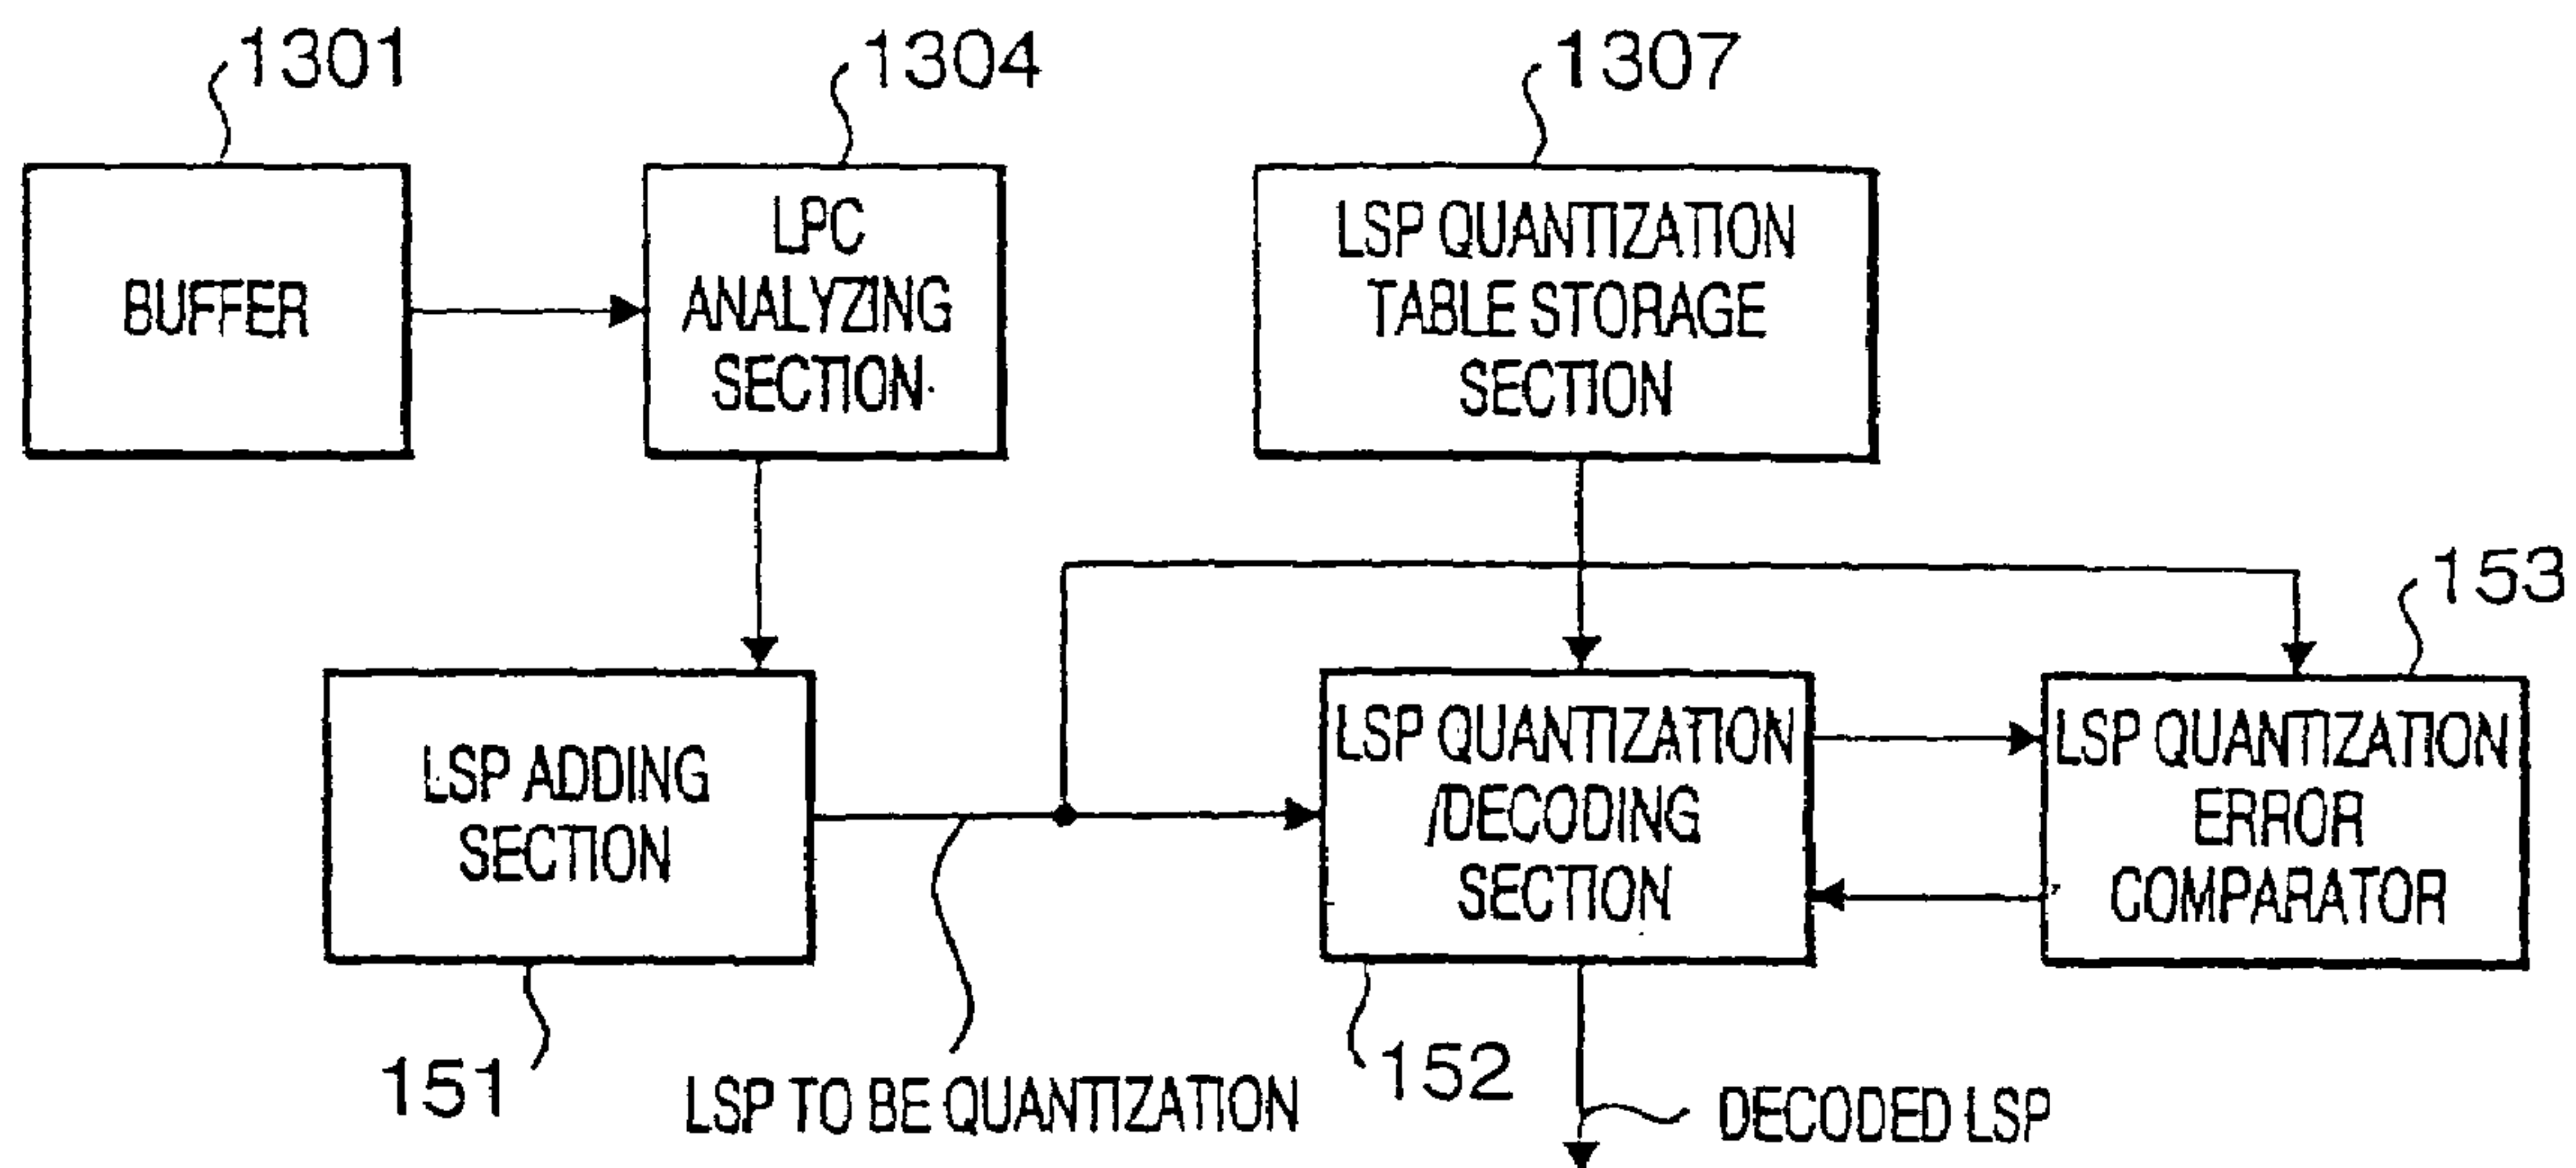 1301
1304
1307
BUFFER
LPC
ANALYZING
SECTION
LSP QUANTIZATION
TABLE STORAGE
SECTION
153
LSP ADDING
SECTION
LSP QUANTIZATION
/DECODING
SECTION
LSP QUANTIZATION
ERROR
COMPARATOR
151
LSP TO BE QUANTIZATION
152
DECODED LSP